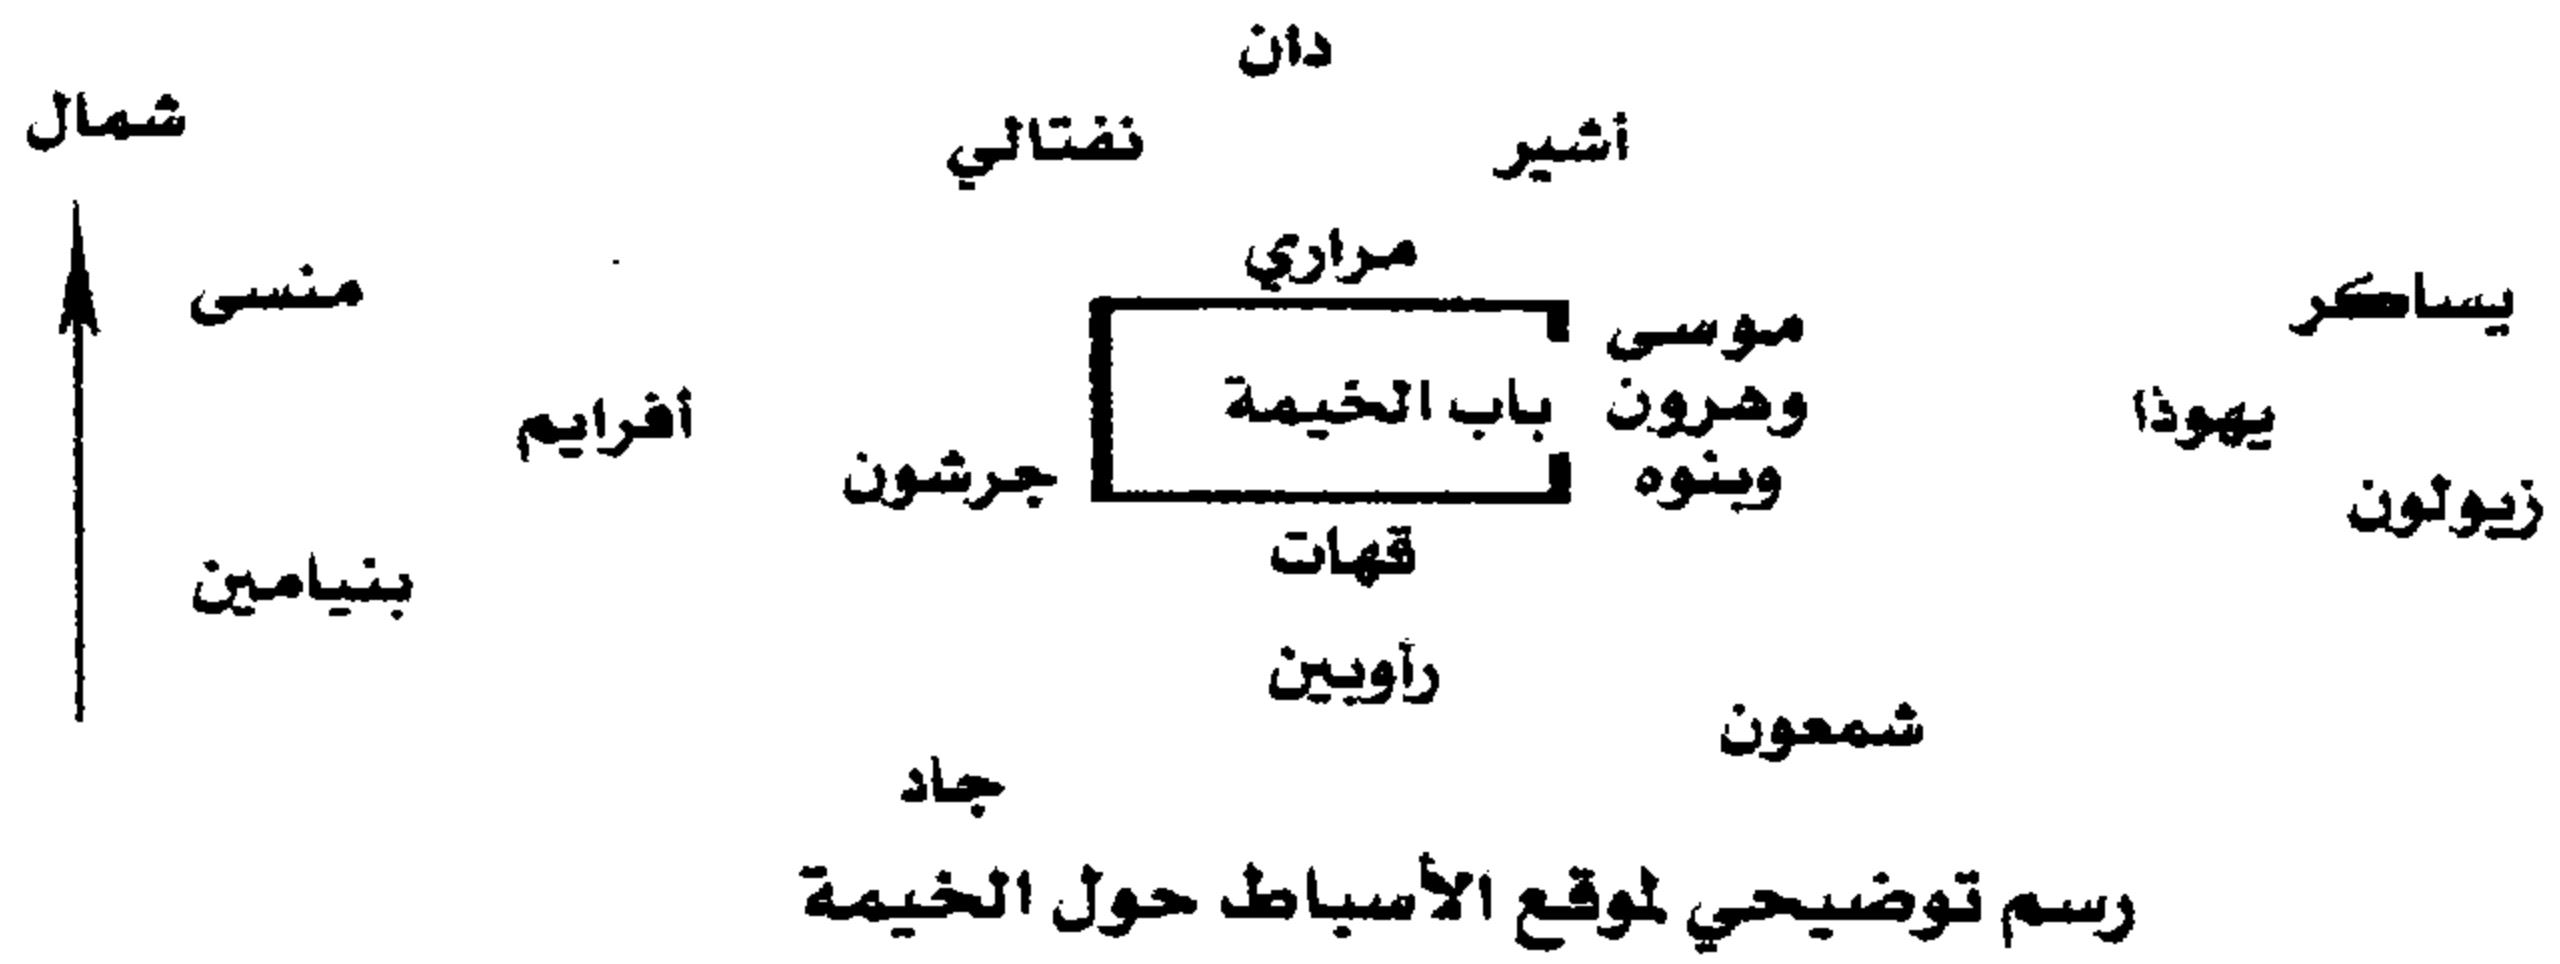 دان
شمال
نفتالي
أشير
مراري
منسى
موسى
يساكر
أفرايم
باب الخيمة
وهرون
يهوذا
جرشون
وبنوه
زبولون
قهات
بنيامين
رأوبين
شمعون
جاد
رسم توضيحي لموقع الأسباط حول الخيمة